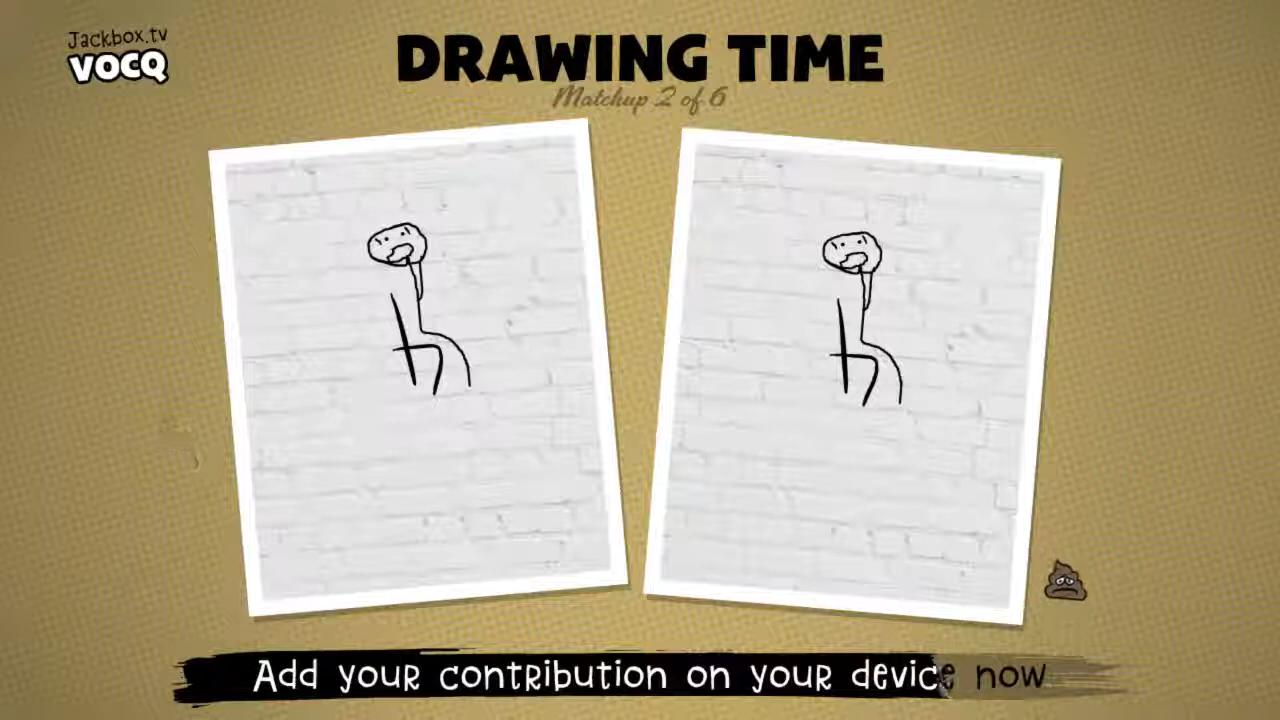 Jackbox.tv
VOCQ
DRAWING TIME
Matchup 2 of 6
Add your contribution on your device now